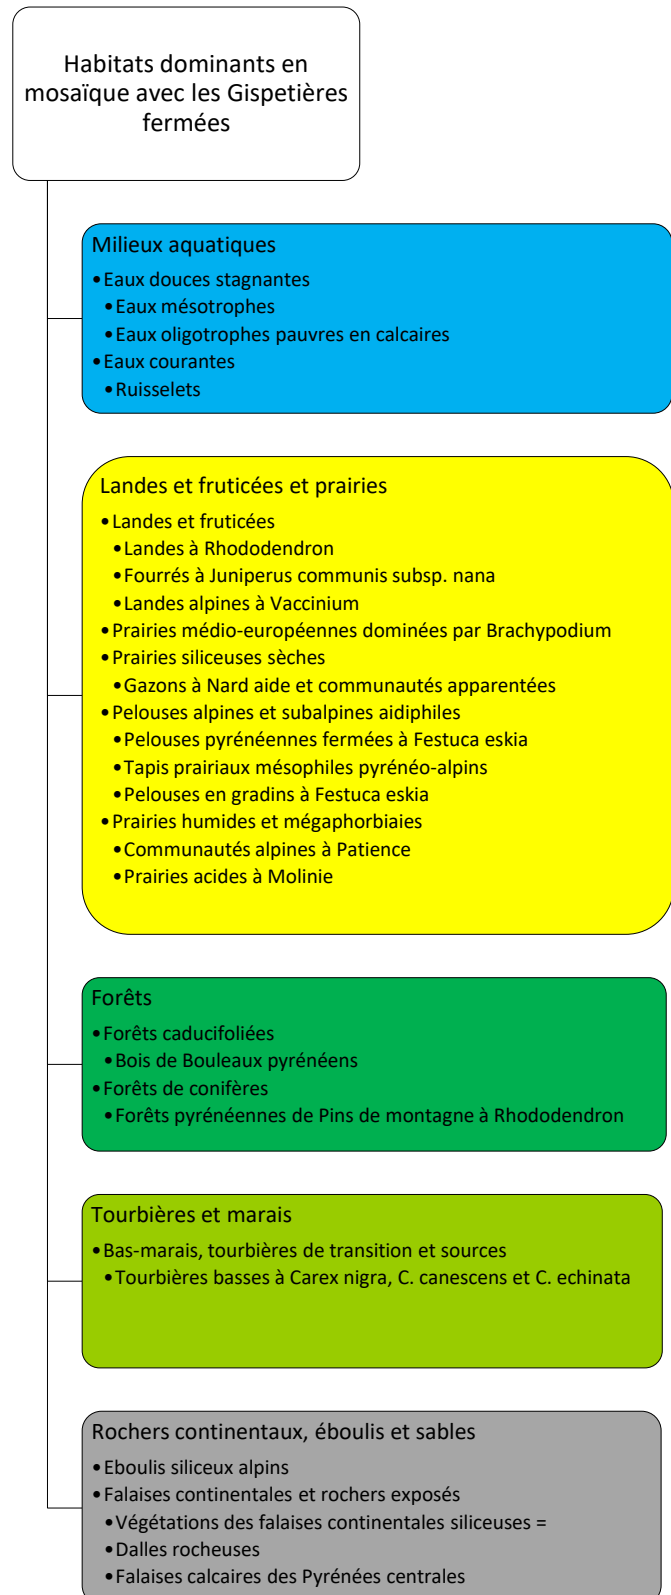 Habitats dominants en
mosaïque avec les Gispetières
fermées
Milieux aquatiques
•Eaux douces stagnantes
•Eaux mésotrophes
•Eaux oligotrophes pauvres en calcaires
•Eaux courantes
•Ruisselets
Landes et fruticées et prairies
•Landes et fruticées
•Landes à Rhododendron
•Fourrés à Juniperus communis subsp. nana
•Landes alpines à Vaccinium
•Prairies médio-européennes dominées par Brachypodium
•Prairies siliceuses sèches
•Gazons à Nard aide et communautés apparentées
•Pelouses alpines et subalpines aidiphiles
•Pelouses pyrénéennes fermées à Festuca eskia
•Tapis prairiaux mésophiles pyrénéo-alpins
•Pelouses en gradins à Festuca eskia
•Prairies humides et mégaphorbiaies
•Communautés alpines à Patience
•Prairies acides à Molinie
Forêts
•Forêts caducifoliées
•Bois de Bouleaux pyrénéens
•Forêts de conifères
•Forêts pyrénéennes de Pins de montagne à Rhododendron
Tourbières et marais
•Bas-marais, tourbières de transition et sources
•Tourbières basses à Carex nigra, C. canescens et C. echinata
Rochers continentaux, éboulis et sables
•Eboulis siliceux alpins
•Falaises continentales et rochers exposés
•Végétations des falaises continentales siliceuses =
•Dalles rocheuses
•Falaises calcaires des Pyrénées centrales